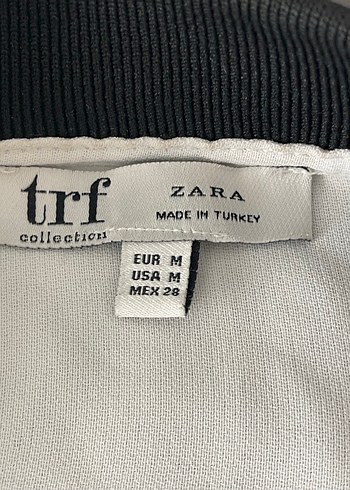 trf
collection
ZARA
MADE IN TURKEY
EUR M
USA M
MEX 28